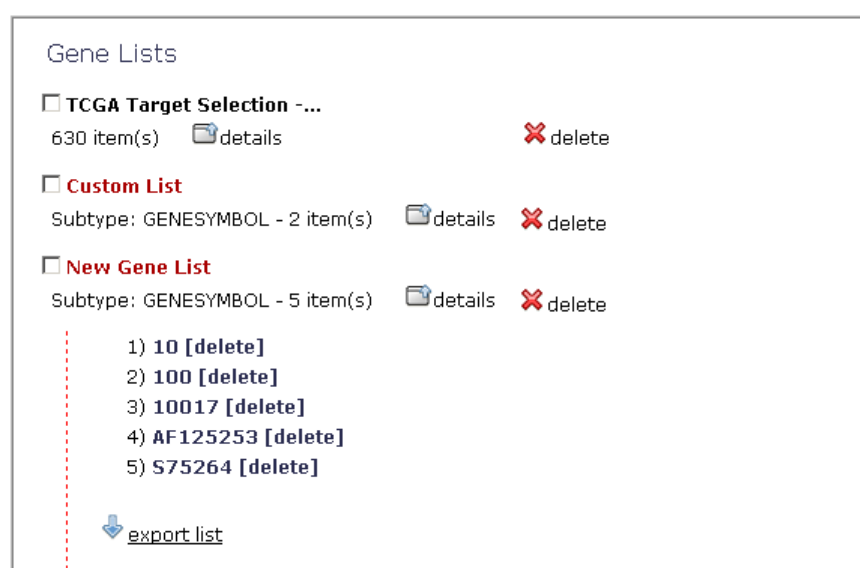 Gene Lists
TCGA Target Selection -...
630 item(s) details delete
Custom List
Subtype: GENESYMBOL - 2 item(s) details delete
New Gene List
Subtype: GENESYMBOL - 5 item(s) details delete
1) 10 [delete]
2) 100 [delete]
3) 10017 [delete]
4) AF125253 [delete]
5) S75264 [delete]
export list